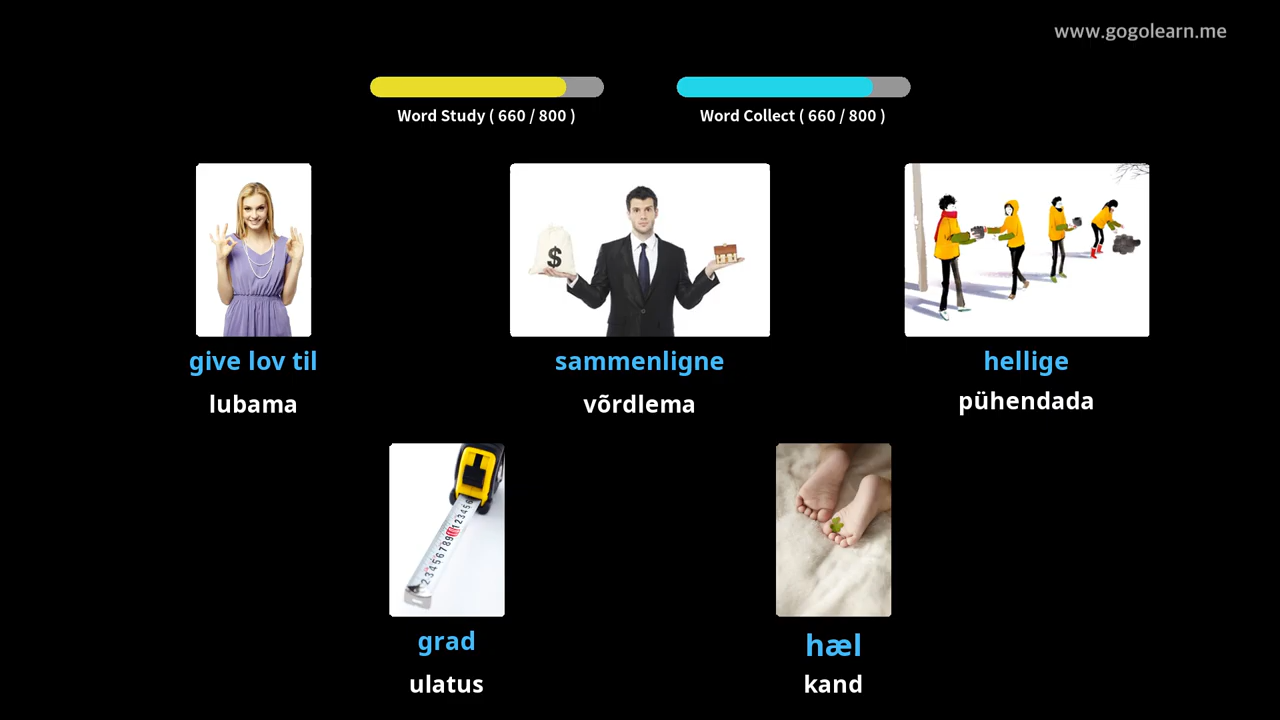 www.gogolearn.me
Word Study ( 660 / 800 )
Word Collect ( 660 / 800 )
$
give lov til
sammenligne
hellige
lubama
võrdlema
pühendada
grad
hæl
ulatus
kand